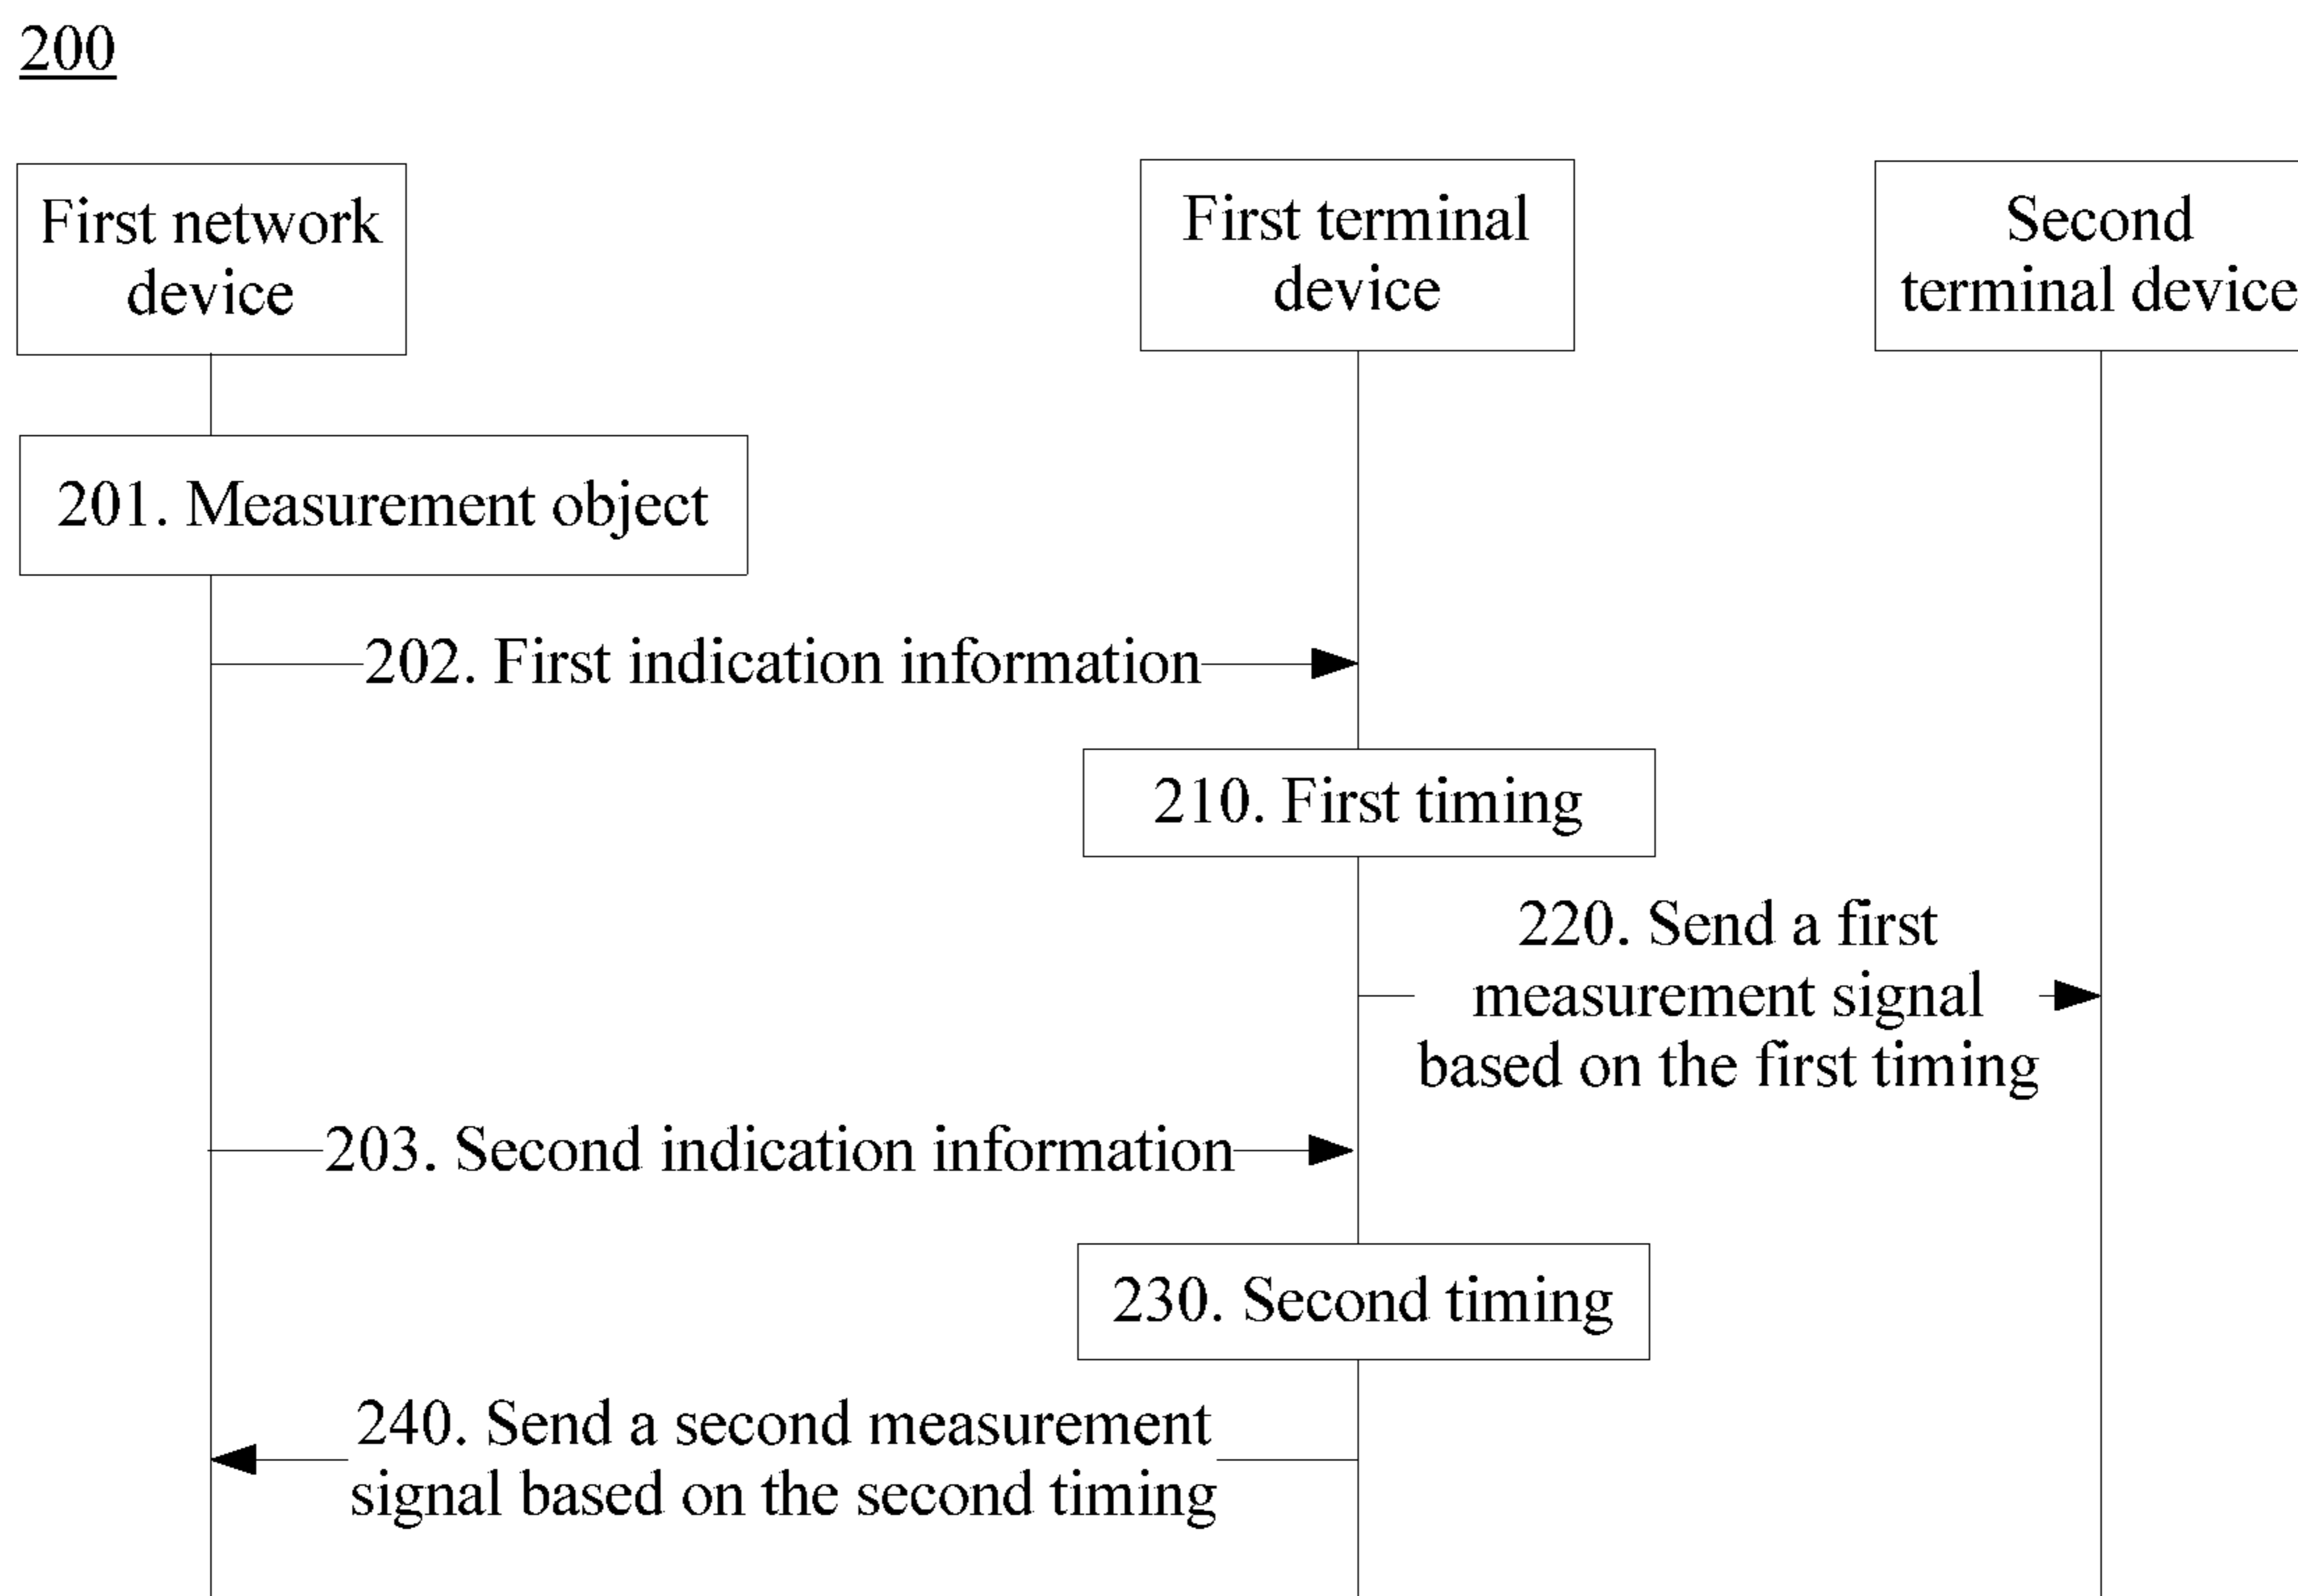 200
First network
device
First terminal
device
Second
terminal device
201. Measurement object
202. First indication information
210. First timing
220. Send a first
measurement signal
based on the first timing
203. Second indication information
230. Second timing
240. Send a second measurement
signal based on the second timing